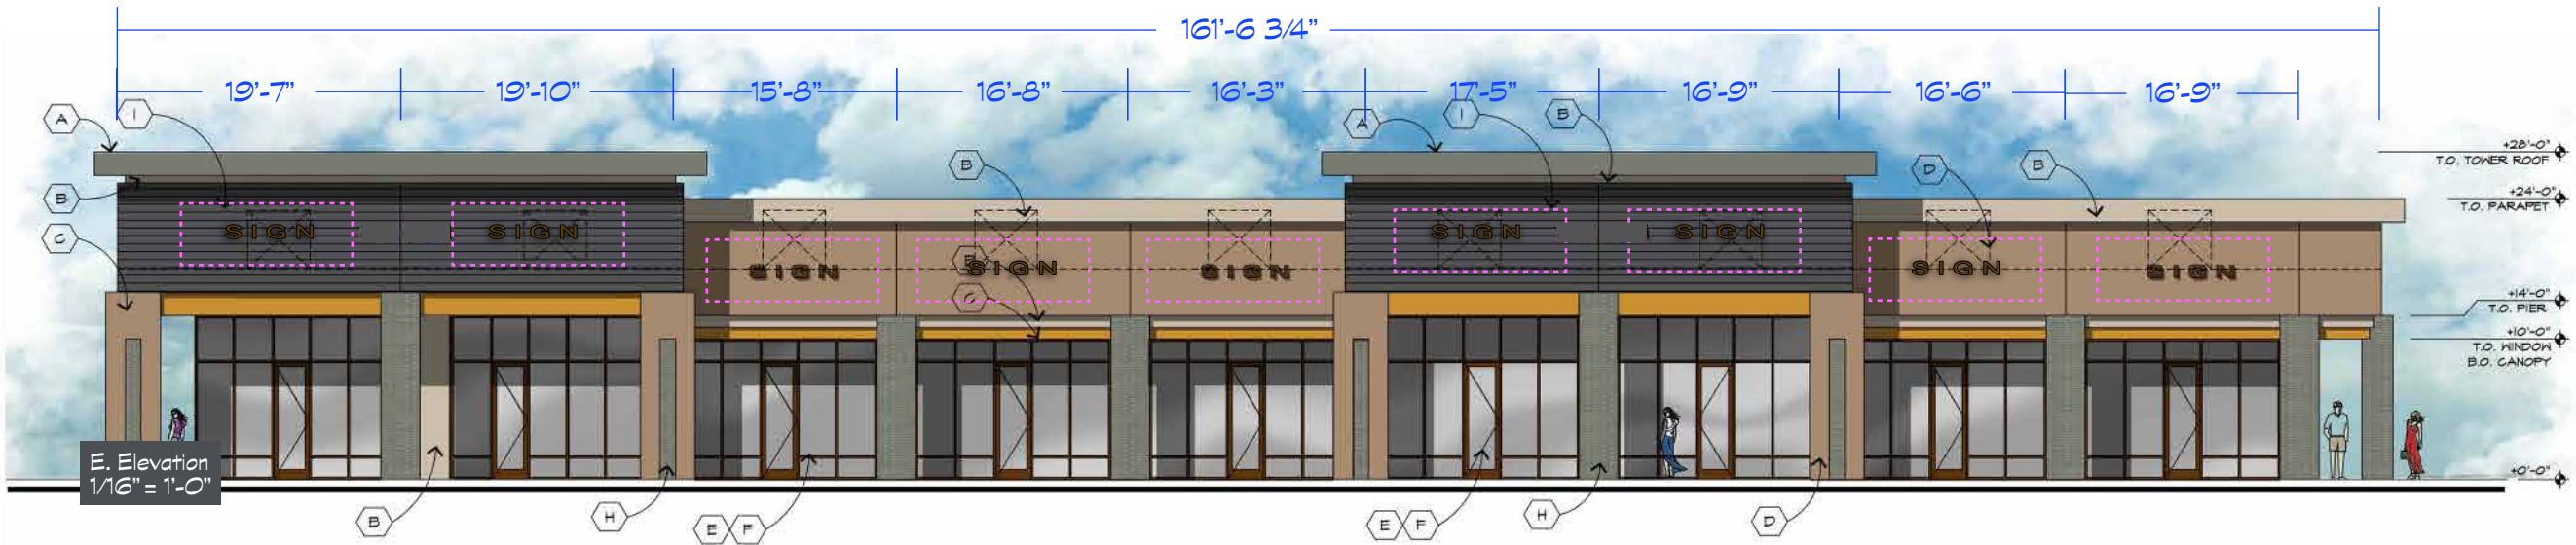 161'-6 3/4"
19'-7"
19'-10"
15'-8"
16'-8"
16'-3"
17'-5"
16'-9"
16'-6"
16'-9"
A
I
A
I
B
B
B
D
B
C
+28'-0"
T.O. TOWER ROOF
+24'-0"
T.O. PARAPET
SIGN
SIGN
SIGN
SIGN
SIGN
SIGN
SIGN
SIGN
SIGN
C
+14'-0"
T.O. PIER
+10'-0"
T.O. WINDOW
B.O. CANOPY
+0'-0"
E. Elevation
1/16" = 1'-0"
B
H
E
F
E
F
H
D